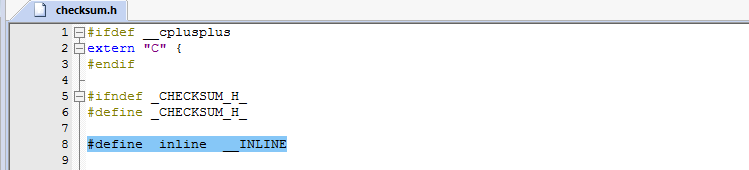 checksum.h
1 #ifdef __cplusplus
2 extern "C" {
3 #endif
4
5 #ifndef _CHECKSUM_H_
6 #define _CHECKSUM_H_
7
8 #define  inline  __INLINE
9